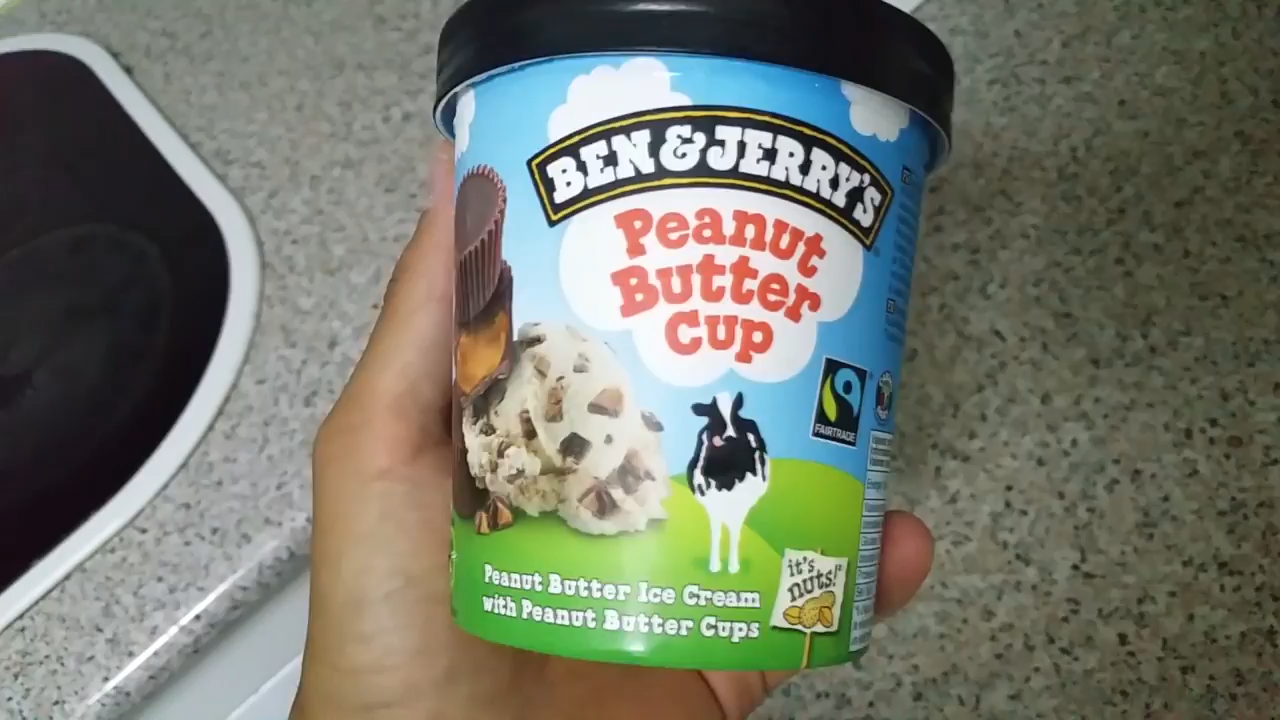 BEN & JERRY'S
Peanut
Butter
Cup
FAIRTRADE
it's
nuts!
Peanut Butter Ice Cream
with Peanut Butter Cups